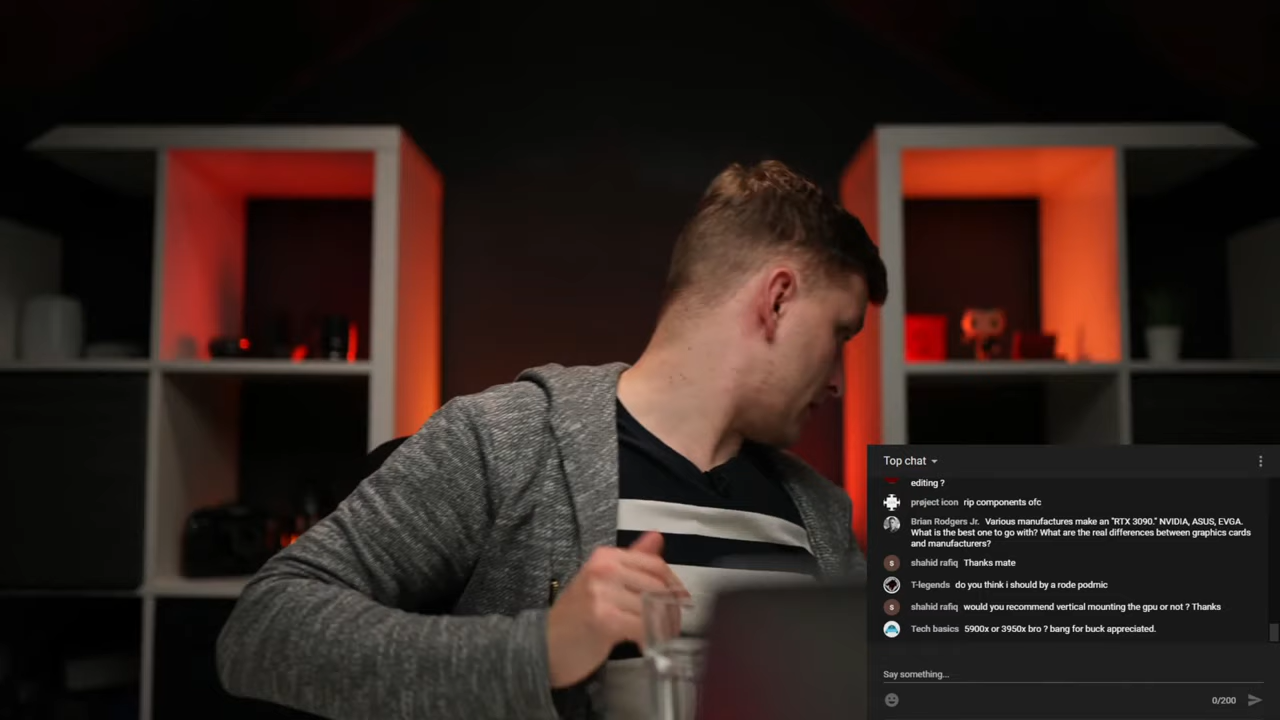 Top chat
editing ?
prøject icon rip components ofc
Brian Rodgers Jr. Various manufactures make an "RTX 3090." NVIDIA, ASUS, EVGA.
What is the best one to go with? What are the real differences between graphics cards
and manufacturers?
S shahid rafiq Thanks mate
T-legends do you think i should by a rode podmic
S shahid rafiq would you recommend vertical mounting the gpu or not ? Thanks
Tech basics 5900x or 3950x bro ? bang for buck appreciated.
Say something...
0/200